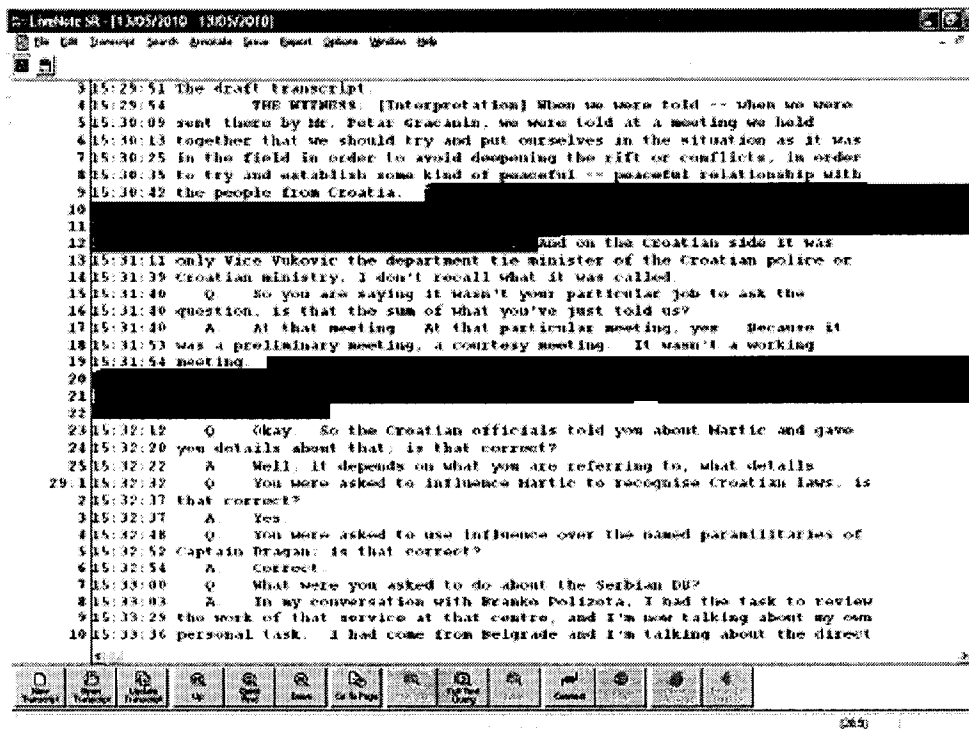 LiveNote SR - [13/05/2010 13/05/2010]
File Edit Transcript Search Annotate Issue Export Options Window Help
3 15:29:51 The draft transcript.
4 15:29:54 THE WITNESS: [Interpretation] When we were told -- when we were
5 15:30:09 sent there by Mr. Petar Gracanin, we were told at a meeting we held
6 15:30:13 together that we should try and put ourselves in the situation as it was
7 15:30:25 in the field in order to avoid deepening the rift or conflicts, in order
8 15:30:35 to try and establish some kind of peaceful -- peaceful relationship with
9 15:30:42 the people from Croatia.
10
11
12 And on the Croatian side it was
13 15:31:11 only Vice Vukovic the department tie minister of the Croatian police or
14 15:31:39 Croatian ministry, I don't recall what it was called.
15 15:31:40 Q. So you are saying it wasn't your particular job to ask the
16 15:31:40 question, is that the sum of what you've just told us?
17 15:31:40 A. At that meeting. At that particular meeting, yes. Because it
18 15:31:53 was a preliminary meeting, a courtesy meeting. It wasn't a working
19 15:31:54 meeting.
20
21
22
23 15:32:12 Q. Okay. So the Croatian officials told you about Martic and gave
24 15:32:20 you details about that; is that correct?
25 15:32:22 A. Well, it depends on what you are referring to, what details
29:1 15:32:32 Q. You were asked to influence Martic to recognise Croatian laws, is
2 15:32:37 that correct?
3 15:32:37 A. Yes.
4 15:32:48 Q. You were asked to use influence over the named paramilitaries of
5 15:32:52 Captain Dragan; is that correct?
6 15:32:54 A. Correct.
7 15:33:00 Q. What were you asked to do about the Serbian DB?
8 15:33:03 A. In my conversation with Branko Polizota, I had the task to review
9 15:33:29 the work of that service at that centre, and I'm now talking about my own
10 15:33:36 personal task. I had come from Belgrade and I'm talking about the direct
New Transcript Open Transcript Update Transcript Up Quick Find Down Go To Page Full Text Query Connect